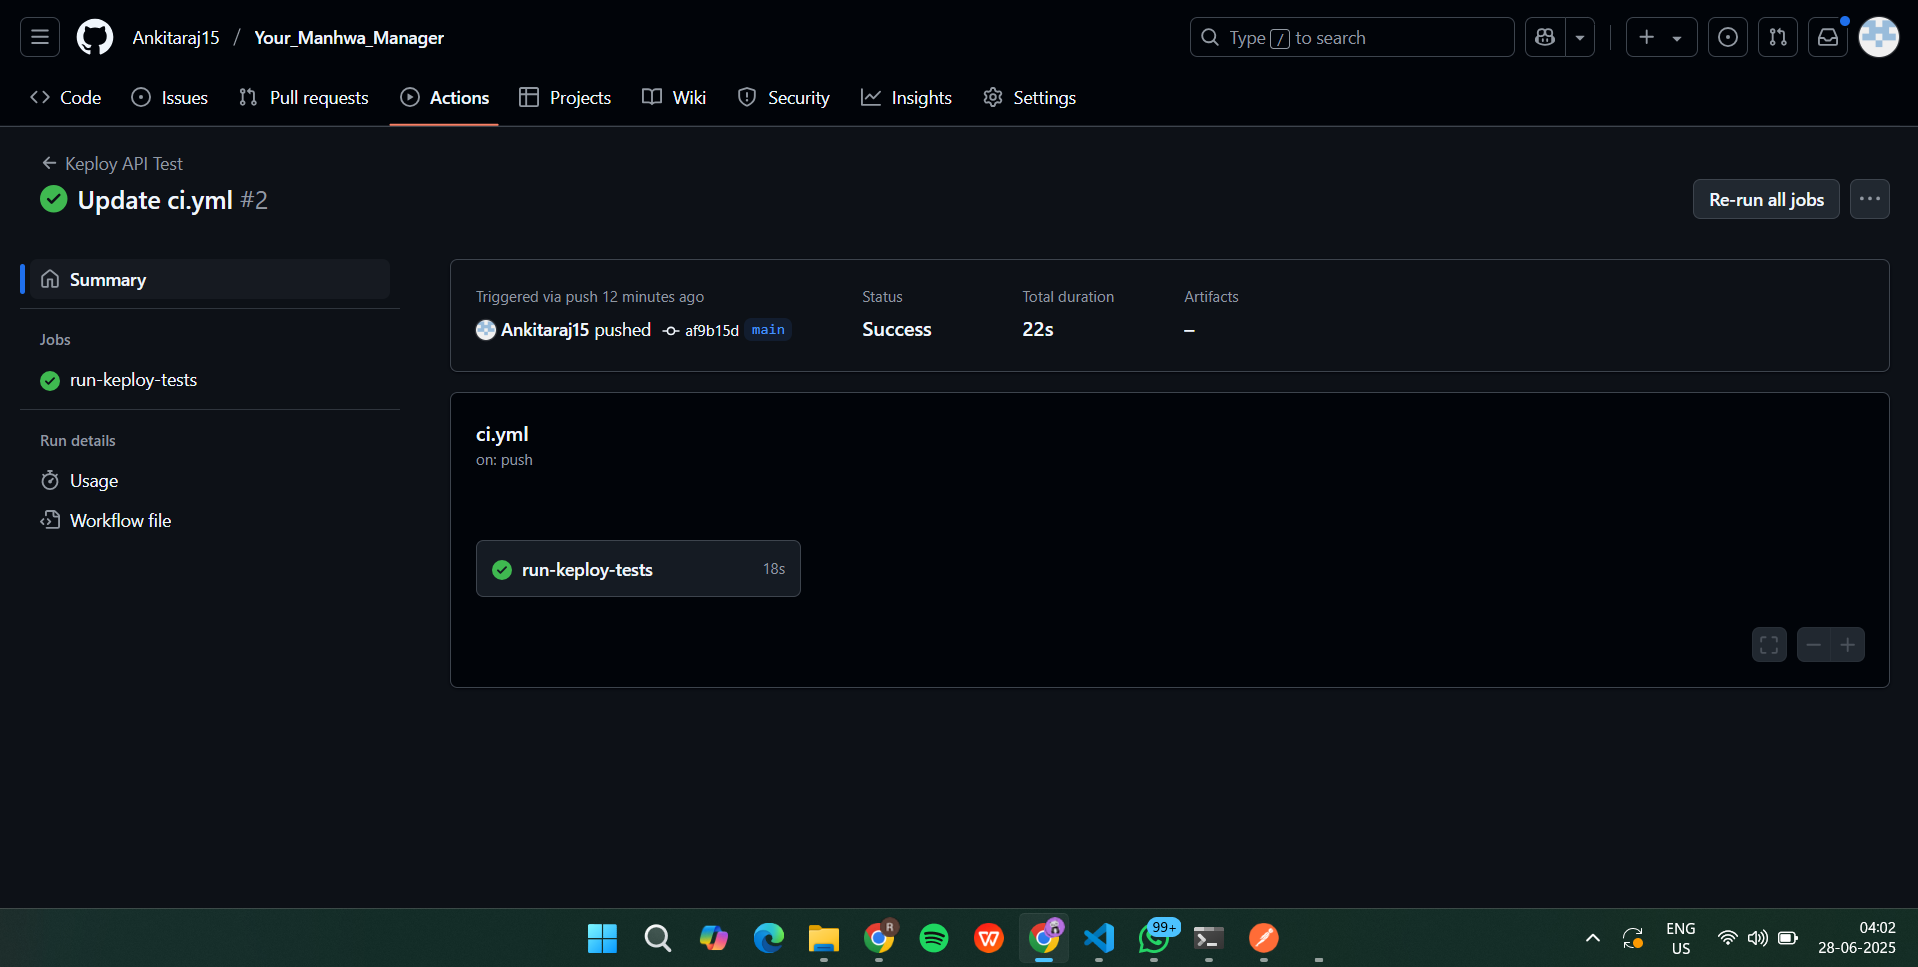 Ankitaraj15 / Your_Manhwa_Manager
Type / to search
Code Issues Pull requests Actions Projects Wiki Security Insights Settings
← Keploy API Test
Update ci.yml #2
Re-run all jobs
Summary
Jobs
run-keploy-tests
Run details
Usage
Workflow file
Triggered via push 12 minutes ago
Ankitaraj15 pushed af9b15d main
Status
Success
Total duration
22s
Artifacts
–
ci.yml
on: push
run-keploy-tests 18s
R
W
99+
ENG
US
04:02
28-06-2025